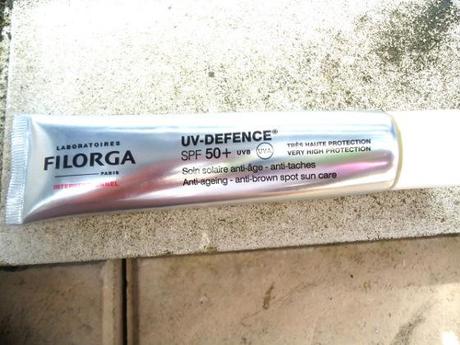 LABORATOIRES
FILORGA
PARIS
UV-DEFENCE®
SPF 50+ UVB UVA
TRÈS HAUTE PROTECTION
VERY HIGH PROTECTION
Soin solaire anti-âge - anti-taches
Anti-ageing - anti-brown spot sun care